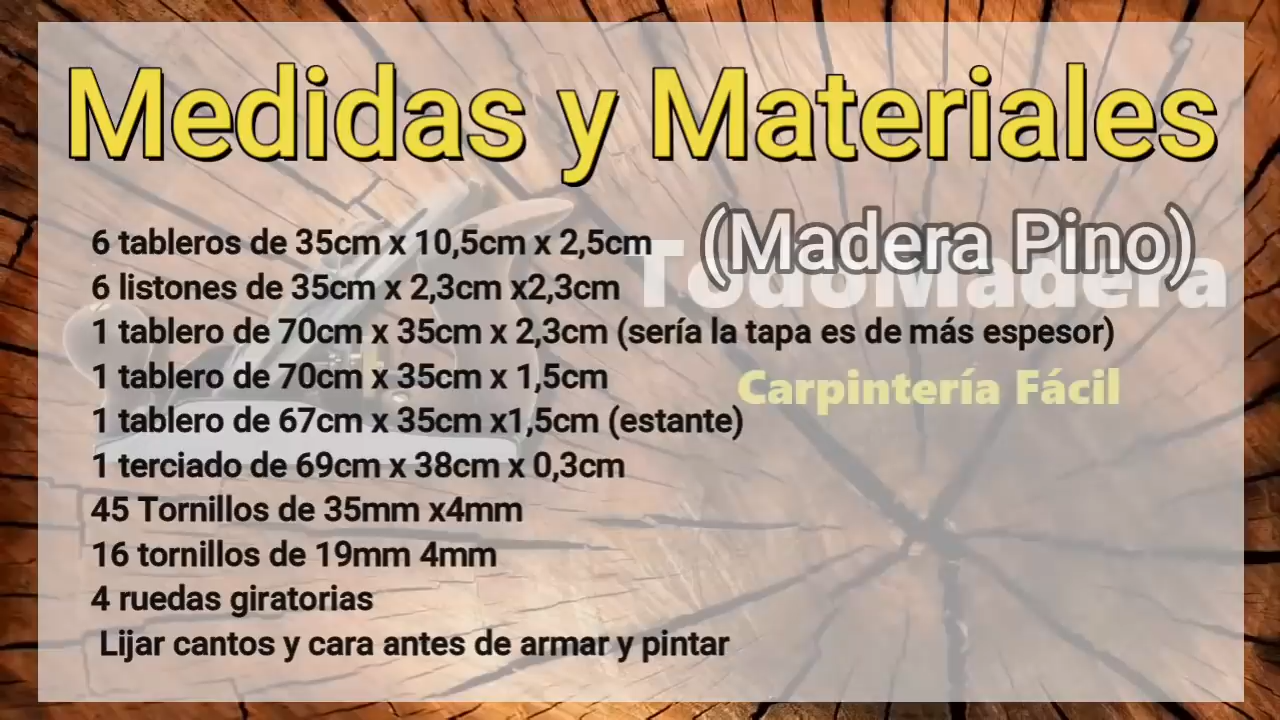 Medidas y Materiales
(Madera Pino)
TodoMadera
Carpintería Fácil
6 tableros de 35cm x 10,5cm x 2,5cm
6 listones de 35cm x 2,3cm x2,3cm
1 tablero de 70cm x 35cm x 2,3cm (sería la tapa es de más espesor)
1 tablero de 70cm x 35cm x 1,5cm
1 tablero de 67cm x 35cm x1,5cm (estante)
1 terciado de 69cm x 38cm x 0,3cm
45 Tornillos de 35mm x4mm
16 tornillos de 19mm 4mm
4 ruedas giratorias
Lijar cantos y cara antes de armar y pintar